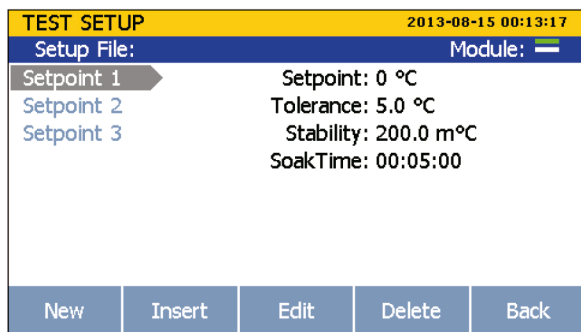 TEST SETUP 2013-08-15 00:13:17
Setup File: Module:
Setpoint 1 Setpoint: 0 °C
Setpoint 2 Tolerance: 5.0 °C
Setpoint 3 Stability: 200.0 m°C
SoakTime: 00:05:00
New Insert Edit Delete Back